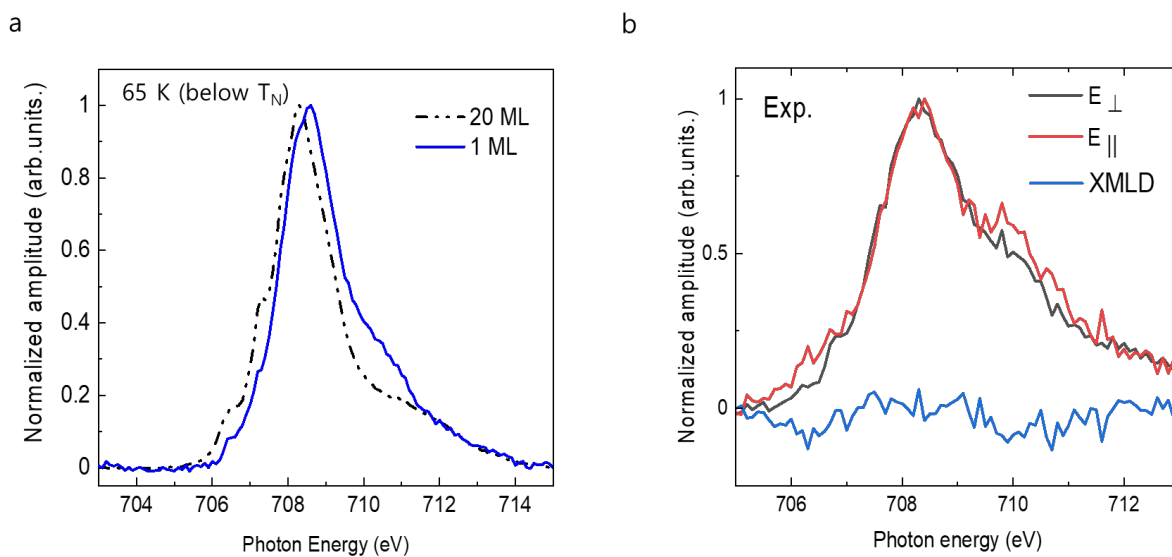 a
65 K (below T_N)
20 ML
1 ML
Normalized amplitude (arb.units.)
1
0.8
0.6
0.4
0.2
0
704
706
708
710
712
714
Photon Energy (eV)
b
Exp.
E ⊥
E ||
XMLD
Normalized amplitude (arb.units.)
1
0.5
0
706
708
710
712
Photon energy (eV)